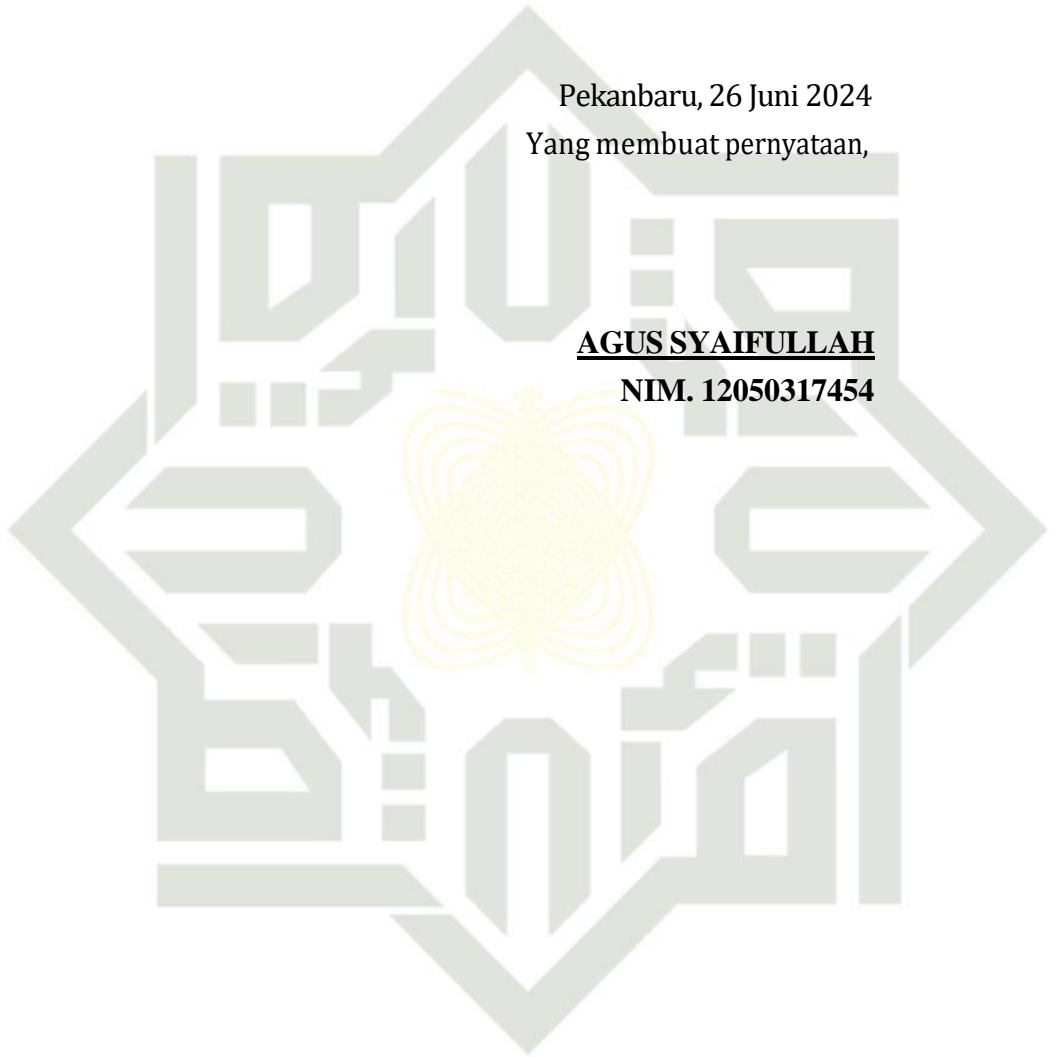 Pekanbaru, 26 Juni 2024
Yang membuat pernyataan,
AGUS SYAIFULLAH
NIM. 12050317454